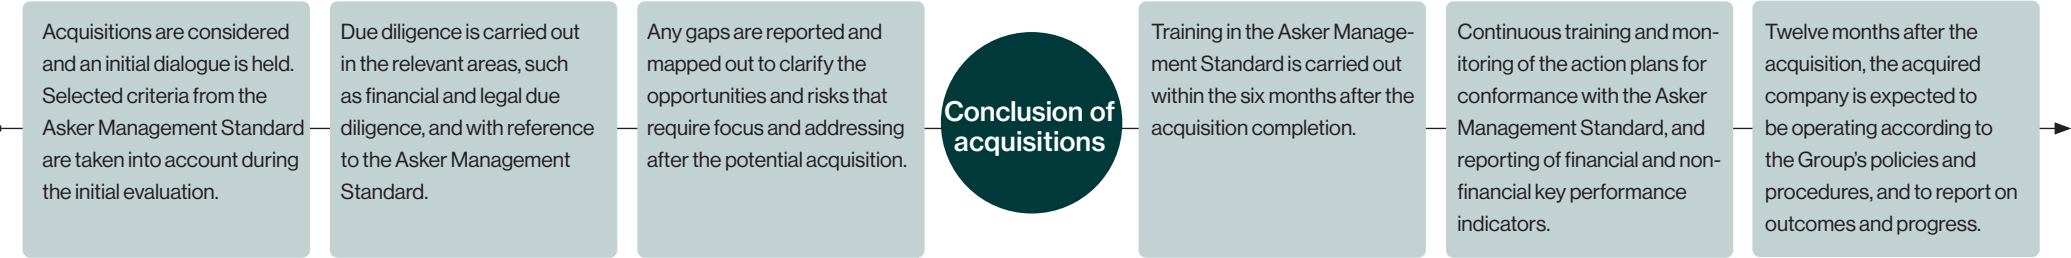 Acquisitions are considered
and an initial dialogue is held.
Selected criteria from the
Asker Management Standard
are taken into account during
the initial evaluation.
Due diligence is carried out
in the relevant areas, such
as financial and legal due
diligence, and with reference
to the Asker Management
Standard.
Any gaps are reported and
mapped out to clarify the
opportunities and risks that
require focus and addressing
after the potential acquisition.
Conclusion of
acquisitions
Training in the Asker Manage-
ment Standard is carried out
within the six months after the
acquisition completion.
Continuous training and mon-
itoring of the action plans for
conformance with the Asker
Management Standard, and
reporting of financial and non-
financial key performance
indicators.
Twelve months after the
acquisition, the acquired
company is expected to
be operating according to
the Group's policies and
procedures, and to report on
outcomes and progress.